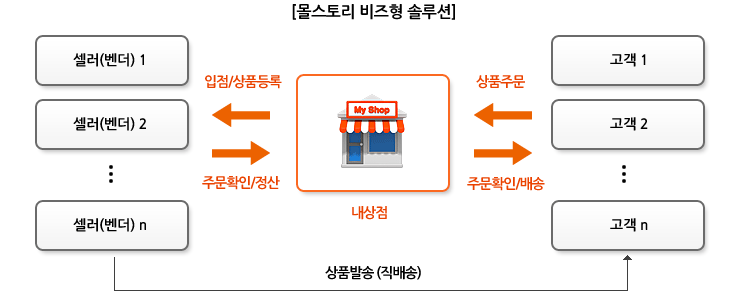 [몰스토리 비즈형 솔루션]
셀러(벤더) 1
고객 1
입점/상품등록
상품주문
My Shop
셀러(벤더) 2
고객 2
주문확인/정산
주문확인/배송
내상점
셀러(벤더) n
고객 n
상품발송 (직배송)